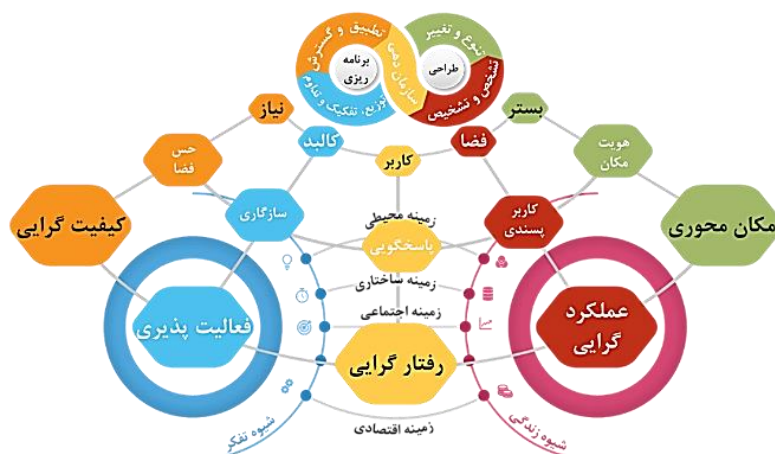 تطبیق و گسترش
تنوع و تغییر
برنامه
ریزی
سازمان دهی
طراحی
توزیع، تفکیک و تداوم
تشخص و تشخیص
نیاز
بستر
کالبد
فضا
کاربر
حس
فضا
هویت
مکان
کیفیت گرایی
سازگاری
زمینه محیطی
کاربر
پسندی
مکان محوری
پاسخگویی
زمینه ساختاری
زمینه اجتماعی
فعالیت پذیری
عملکرد
گرایی
رفتار گرایی
شیوه تفکر
شیوه زندگی
زمینه اقتصادی